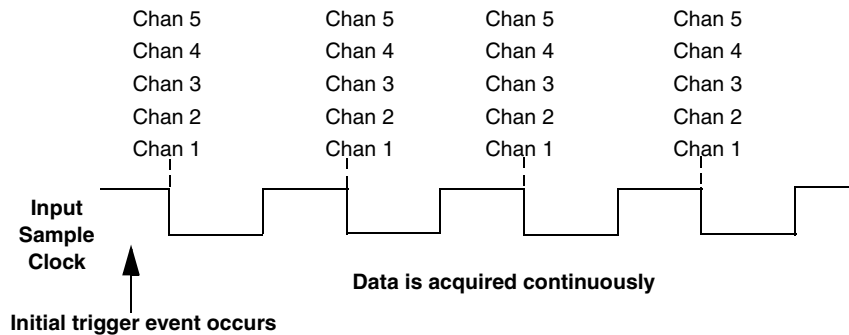 Chan 5 Chan 5 Chan 5 Chan 5
Chan 4 Chan 4 Chan 4 Chan 4
Chan 3 Chan 3 Chan 3 Chan 3
Chan 2 Chan 2 Chan 2 Chan 2
Chan 1 Chan 1 Chan 1 Chan 1
Input
Sample
Clock
Data is acquired continuously
Initial trigger event occurs